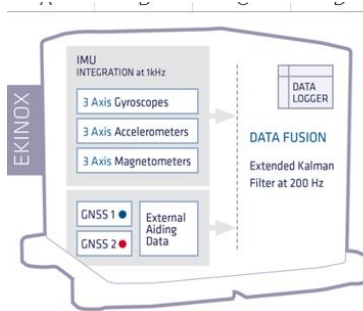 EKINOX
IMU
INTEGRATION at 1kHz
3 Axis Gyroscopes
3 Axis Accelerometers
3 Axis Magnetometers
GNSS 1
GNSS 2
External
Aiding
Data
DATA
LOGGER
DATA FUSION
Extended Kalman
Filter at 200 Hz